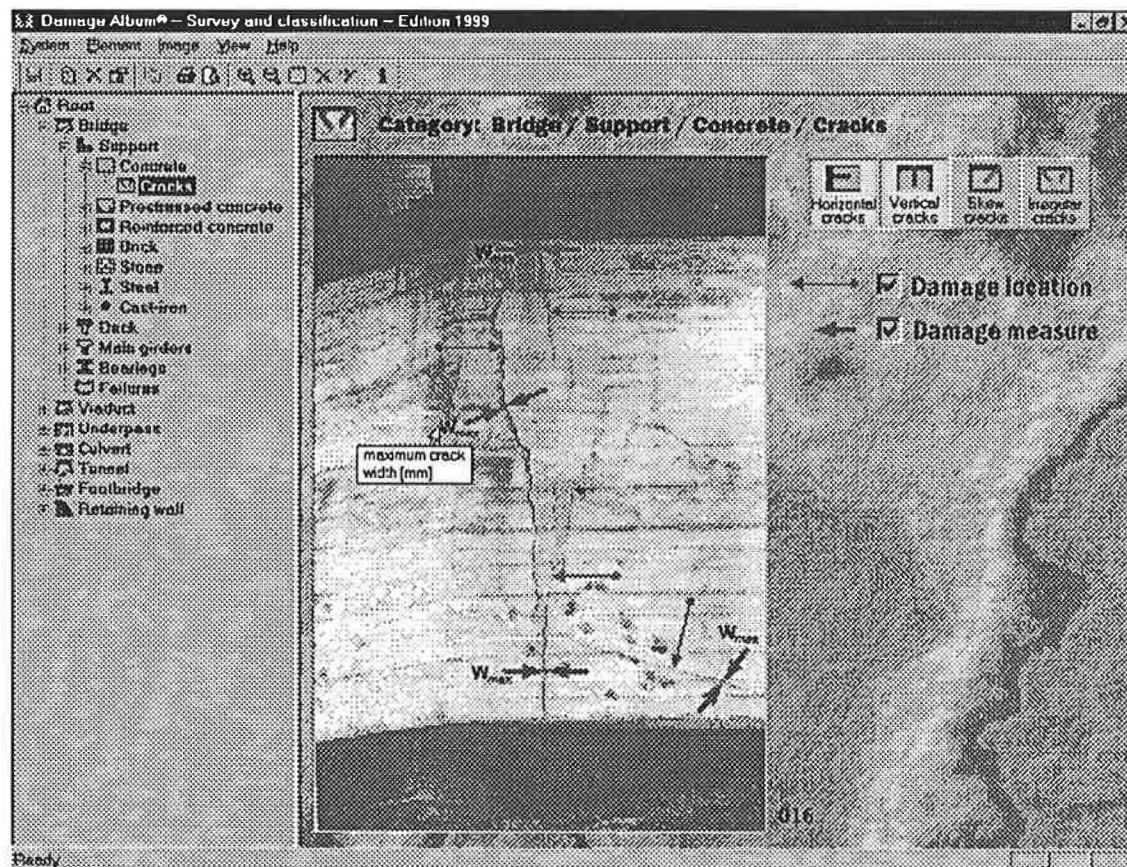 Damage Album® – Survey and classification – Edition 1999
System Element Image View Help
Root
Bridge
Support
Concrete
Cracks
Prestressed concrete
Reinforced concrete
Brick
Stone
Steel
Cast-iron
Deck
Main girders
Bearings
Failures
Viaduct
Underpass
Culvert
Tunnel
Footbridge
Retaining wall
Category: Bridge / Support / Concrete / Cracks
Horizontal cracks
Vertical cracks
Skew cracks
Irregular cracks
Damage location
Damage measure
Wmax
Wmax
maximum crack
width [mm]
Wmax
Wmax
016
Ready